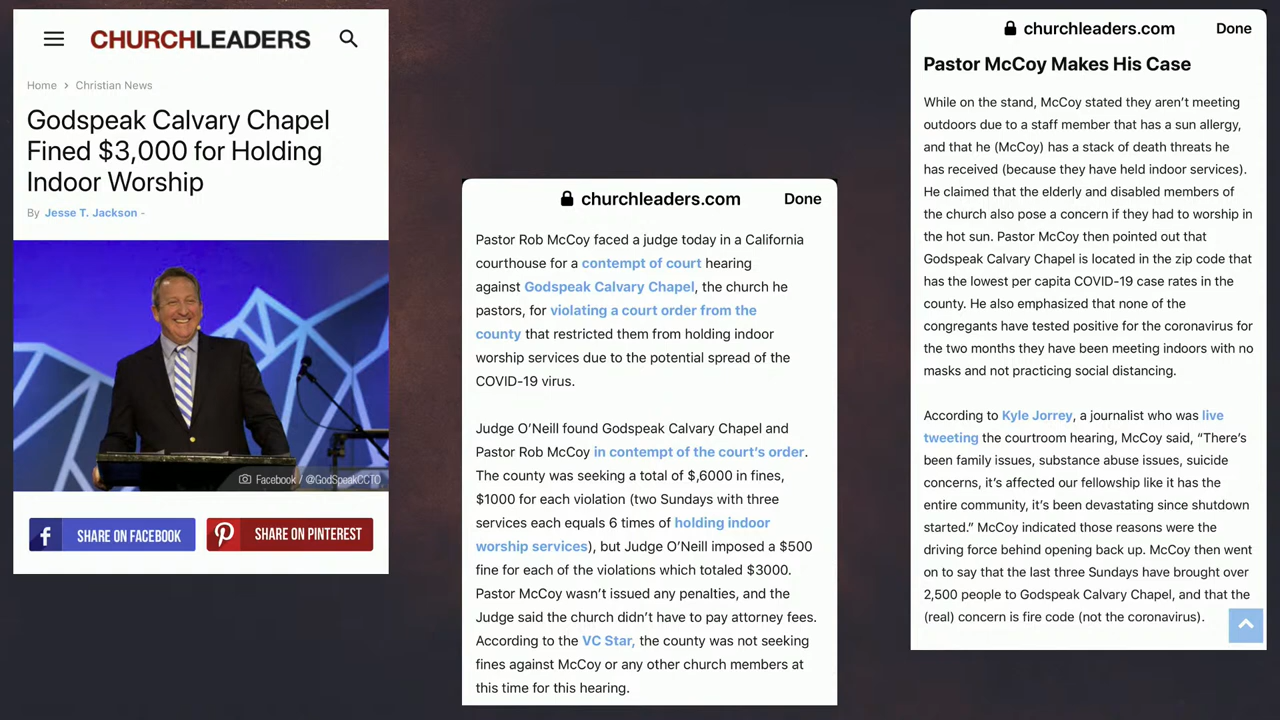 CHURCHLEADERS
Home > Christian News
Godspeak Calvary Chapel
Fined $3,000 for Holding
Indoor Worship
By Jesse T. Jackson -
Facebook / @GodSpeakCCTO
SHARE ON FACEBOOK
SHARE ON PINTEREST
churchleaders.com Done
Pastor Rob McCoy faced a judge today in a California
courthouse for a contempt of court hearing
against Godspeak Calvary Chapel, the church he
pastors, for violating a court order from the
county that restricted them from holding indoor
worship services due to the potential spread of the
COVID-19 virus.
Judge O’Neill found Godspeak Calvary Chapel and
Pastor Rob McCoy in contempt of the court's order.
The county was seeking a total of $,6000 in fines,
$1000 for each violation (two Sundays with three
services each equals 6 times of holding indoor
worship services), but Judge O’Neill imposed a $500
fine for each of the violations which totaled $3000.
Pastor McCoy wasn’t issued any penalties, and the
Judge said the church didn’t have to pay attorney fees.
According to the VC Star, the county was not seeking
fines against McCoy or any other church members at
this time for this hearing.
churchleaders.com Done
Pastor McCoy Makes His Case
While on the stand, McCoy stated they aren’t meeting
outdoors due to a staff member that has a sun allergy,
and that he (McCoy) has a stack of death threats he
has received (because they have held indoor services).
He claimed that the elderly and disabled members of
the church also pose a concern if they had to worship in
the hot sun. Pastor McCoy then pointed out that
Godspeak Calvary Chapel is located in the zip code that
has the lowest per capita COVID-19 case rates in the
county. He also emphasized that none of the
congregants have tested positive for the coronavirus for
the two months they have been meeting indoors with no
masks and not practicing social distancing.
According to Kyle Jorrey, a journalist who was live
tweeting the courtroom hearing, McCoy said, “There’s
been family issues, substance abuse issues, suicide
concerns, it’s affected our fellowship like it has the
entire community, it’s been devastating since shutdown
started.” McCoy indicated those reasons were the
driving force behind opening back up. McCoy then went
on to say that the last three Sundays have brought over
2,500 people to Godspeak Calvary Chapel, and that the
(real) concern is fire code (not the coronavirus).